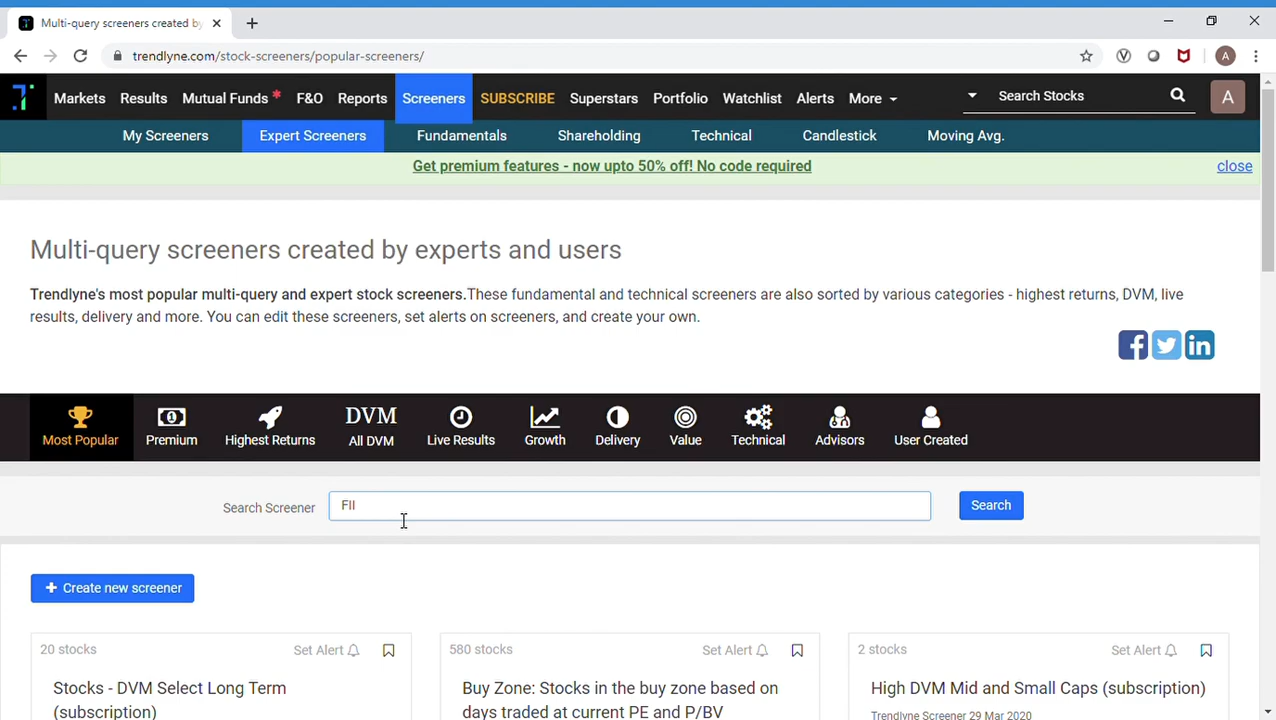 Multi-query screeners created by
trendlyne.com/stock-screeners/popular-screeners/
A
Markets Results Mutual Funds * F&O Reports Screeners SUBSCRIBE Superstars Portfolio Watchlist Alerts More Search Stocks A
My Screeners Expert Screeners Fundamentals Shareholding Technical Candlestick Moving Avg.
Get premium features - now upto 50% off! No code required close
Multi-query screeners created by experts and users
Trendlyne's most popular multi-query and expert stock screeners.These fundamental and technical screeners are also sorted by various categories - highest returns, DVM, live
results, delivery and more. You can edit these screeners, set alerts on screeners, and create your own.
DVM
Most Popular Premium Highest Returns All DVM Live Results Growth Delivery Value Technical Advisors User Created
Search Screener FII Search
+ Create new screener
20 stocks Set Alert 580 stocks Set Alert 2 stocks Set Alert
Stocks - DVM Select Long Term Buy Zone: Stocks in the buy zone based on High DVM Mid and Small Caps (subscription)
(subscription) days traded at current PE and P/BV Trendlyne Screener 29 Mar 2020